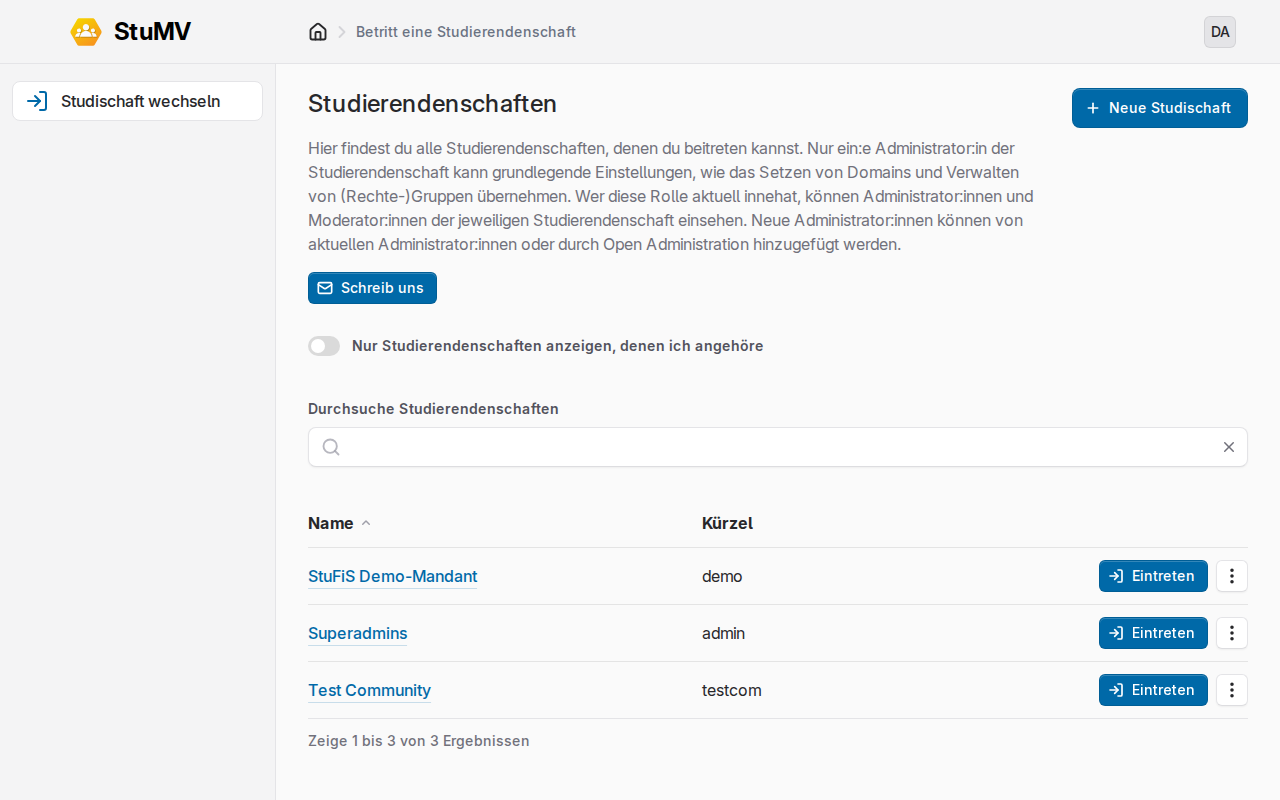 StuMV
Betritt eine Studierendenschaft
DA
Studischaft wechseln
Studierendenschaften
Neue Studischaft
Hier findest du alle Studierendenschaften, denen du beitreten kannst. Nur ein:e Administrator:in der
Studierendenschaft kann grundlegende Einstellungen, wie das Setzen von Domains und Verwalten
von (Rechte-)Gruppen übernehmen. Wer diese Rolle aktuell innehat, können Administrator:innen und
Moderator:innen der jeweiligen Studierendenschaft einsehen. Neue Administrator:innen können von
aktuellen Administrator:innen oder durch Open Administration hinzugefügt werden.
Schreib uns
Nur Studierendenschaften anzeigen, denen ich angehöre
Durchsuche Studierendenschaften
Name Kürzel
StuFiS Demo-Mandant demo Eintreten
Superadmins admin Eintreten
Test Community testcom Eintreten
Zeige 1 bis 3 von 3 Ergebnissen